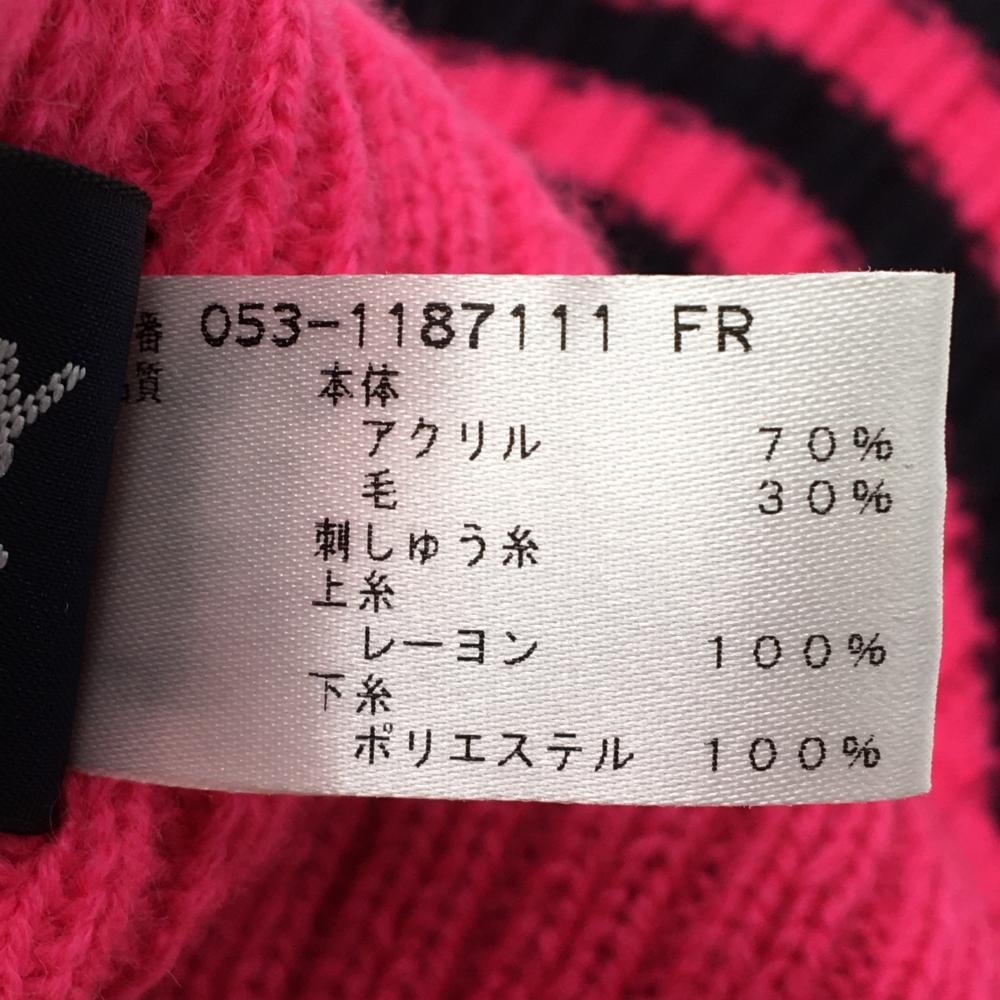 番 053-1187111 FR
質 本体
アクリル 70%
毛 30%
刺しゅう糸
上糸
レーヨン 100%
下糸
ポリエステル 100%